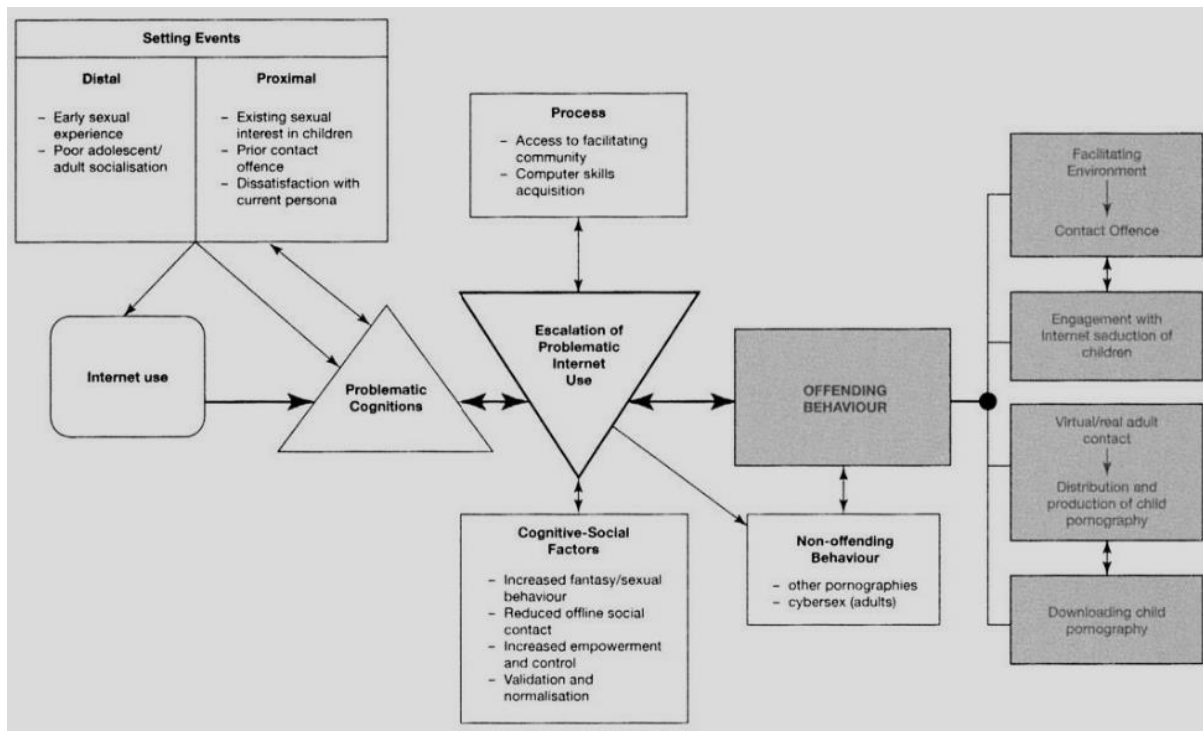 Setting Events
Distal
– Early sexual
experience
– Poor adolescent/
adult socialisation
Proximal
– Existing sexual
interest in children
– Prior contact
offence
– Dissatisfaction with
current persona
Process
– Access to facilitating
community
– Computer skills
acquisition
Internet use
Problematic
Cognitions
Escalation of
Problematic
Internet
Use
Cognitive-Social
Factors
– Increased fantasy/sexual
behaviour
– Reduced offline social
contact
– Increased empowerment
and control
– Validation and
normalisation
OFFENDING
BEHAVIOUR
Non-offending
Behaviour
– other pornographies
– cybersex (adults)
Facilitating
Environment
Contact Offence
Engagement with
Internet seduction of
children
Virtual/real adult
contact
Distribution and
production of child
pornography
Downloading child
pornography